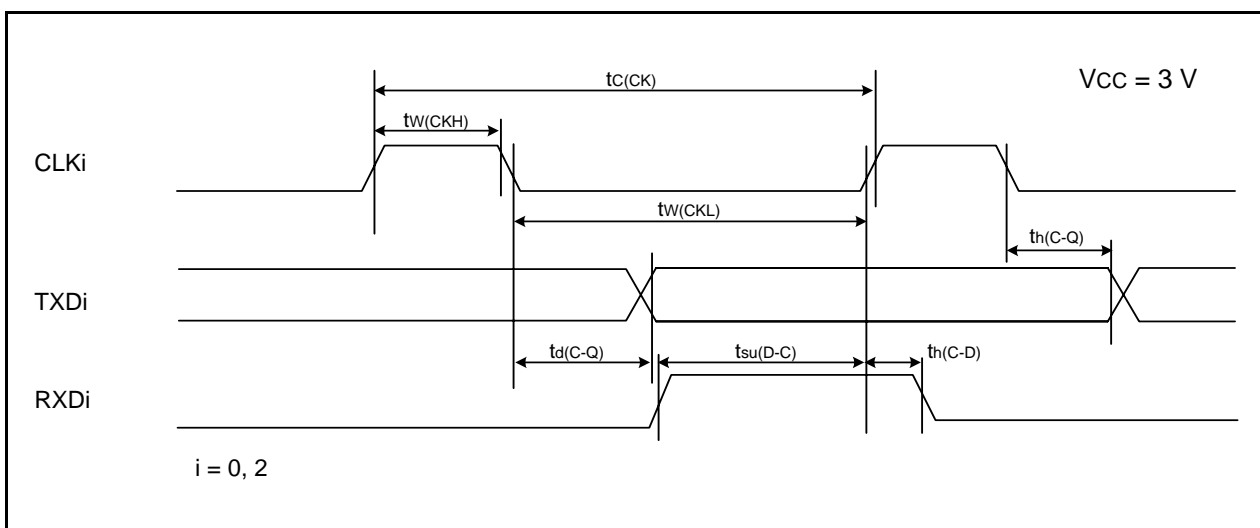 tC(CK)
VCC = 3 V
tW(CKH)
CLKi
tW(CKL)
th(C-Q)
TXDi
td(C-Q)
tsu(D-C)
th(C-D)
RXDi
i = 0, 2